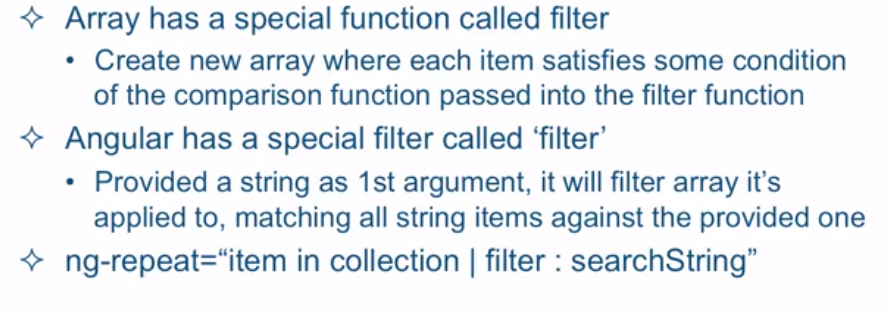 ✧ Array has a special function called filter
• Create new array where each item satisfies some condition
of the comparison function passed into the filter function
✧ Angular has a special filter called ‘filter’
• Provided a string as 1st argument, it will filter array it’s
applied to, matching all string items against the provided one
✧ ng-repeat=“item in collection | filter : searchString”